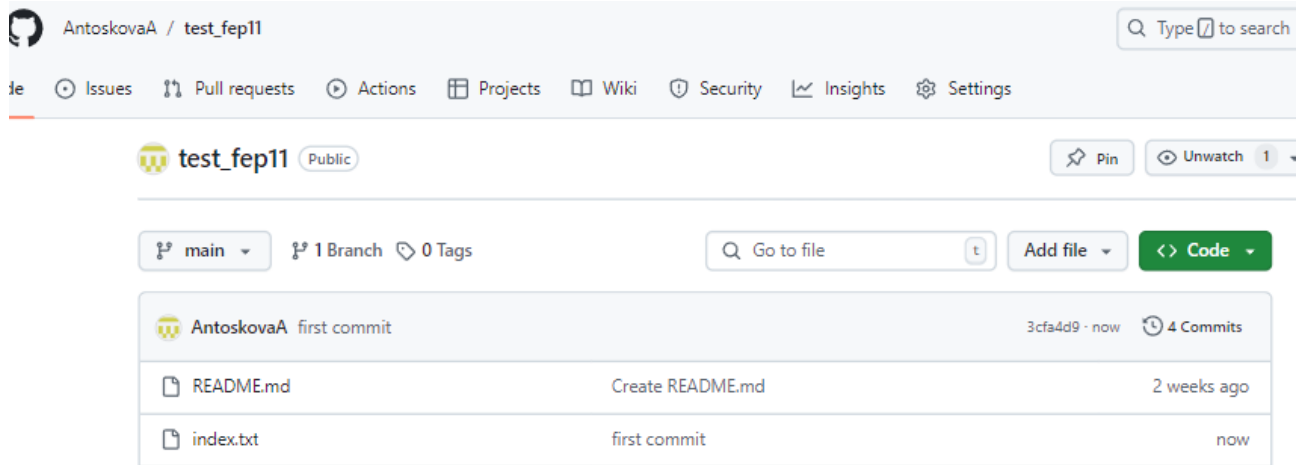 AntoskovaA / test_fep11
Type / to search
Issues Pull requests Actions Projects Wiki Security Insights Settings
test_fep11 Public
Pin Unwatch 1
main 1 Branch 0 Tags Go to file t Add file Code
AntoskovaA first commit 3cfa4d9 · now 4 Commits
README.md Create README.md 2 weeks ago
index.txt first commit now